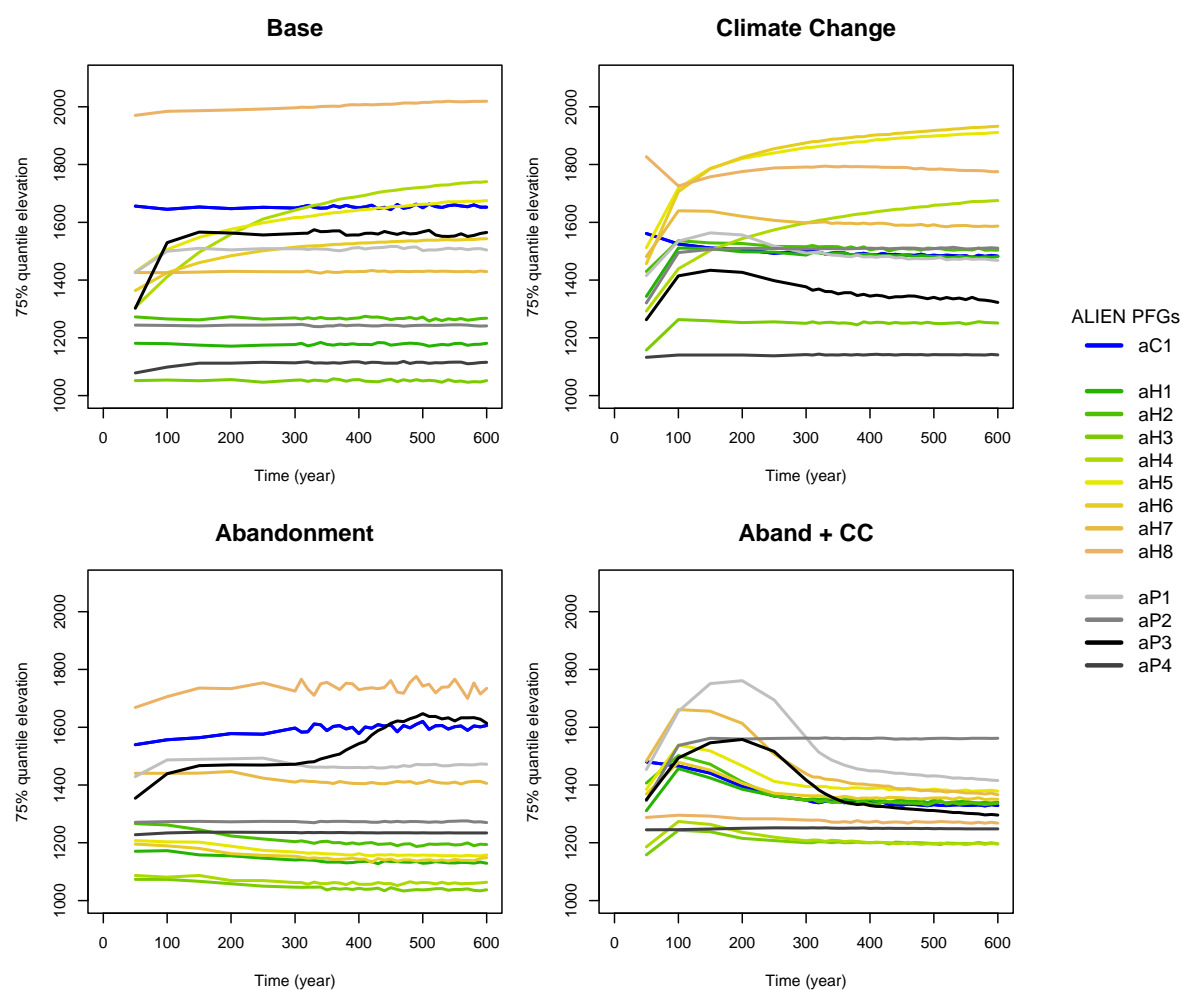 Base
75% quantile elevation
1000 1200 1400 1600 1800 2000
0 100 200 300 400 500 600
Time (year)
Climate Change
75% quantile elevation
1000 1200 1400 1600 1800 2000
0 100 200 300 400 500 600
Time (year)
Abandonment
75% quantile elevation
1000 1200 1400 1600 1800 2000
0 100 200 300 400 500 600
Time (year)
Aband + CC
75% quantile elevation
1000 1200 1400 1600 1800 2000
0 100 200 300 400 500 600
Time (year)
ALIEN PFGs
aC1
aH1
aH2
aH3
aH4
aH5
aH6
aH7
aH8
aP1
aP2
aP3
aP4